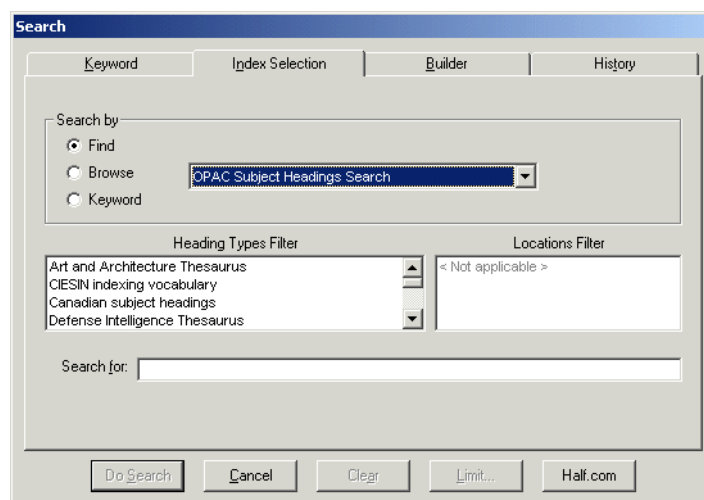 Search
Keyword Index Selection Builder History
Search by
Find
Browse OPAC Subject Headings Search
Keyword
Heading Types Filter Locations Filter
Art and Architecture Thesaurus < Not applicable >
CIESIN indexing vocabulary
Canadian subject headings
Defense Intelligence Thesaurus
Search for:
Do Search Cancel Clear Limit... Half.com